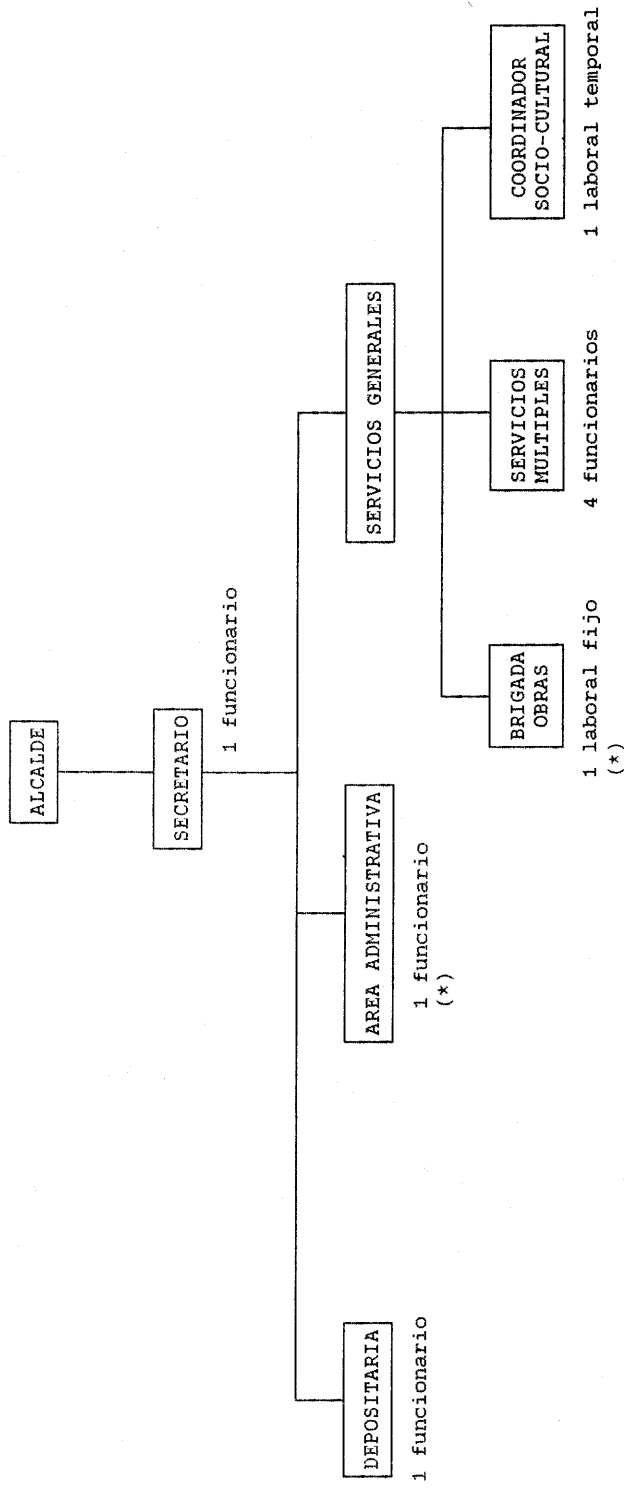 ALCALDE
SECRETARIO
1 funcionario
DEPOSITARIA
1 funcionario
AREA ADMINISTRATIVA
1 funcionario
(*)
SERVICIOS GENERALES
BRIGADA
OBRAS
1 laboral fijo
(*)
SERVICIOS
MULTIPLES
4 funcionarios
COORDINADOR
SOCIO-CULTURAL
1 laboral temporal